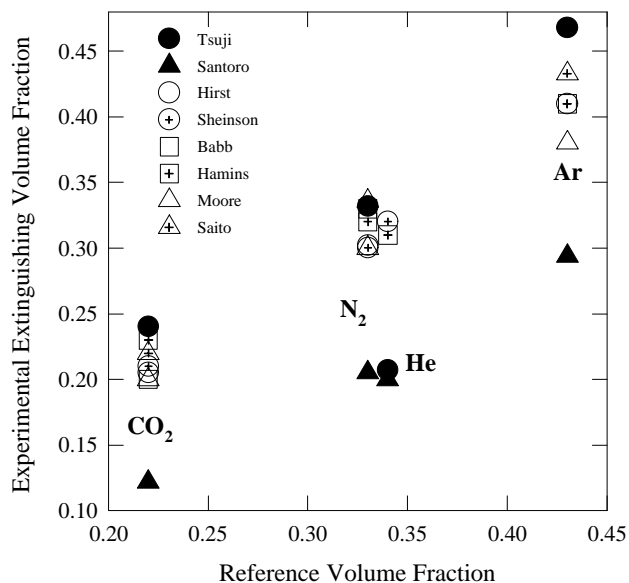 Experimental Extinguishing Volume Fraction
0.45
0.40
0.35
0.30
0.25
0.20
0.15
0.10
Tsuji
Santoro
Hirst
Sheinson
Babb
Hamins
Moore
Saito
Ar
N₂
He
CO₂
0.20 0.25 0.30 0.35 0.40 0.45
Reference Volume Fraction